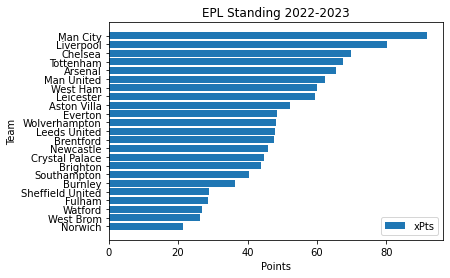 EPL Standing 2022-2023
Man City
Liverpool
Chelsea
Tottenham
Arsenal
Man United
West Ham
Leicester
Aston Villa
Everton
Wolverhampton
Leeds United
Brentford
Newcastle
Crystal Palace
Brighton
Southampton
Burnley
Sheffield United
Fulham
Watford
West Brom
Norwich
Team
xPts
0 20 40 60 80
Points